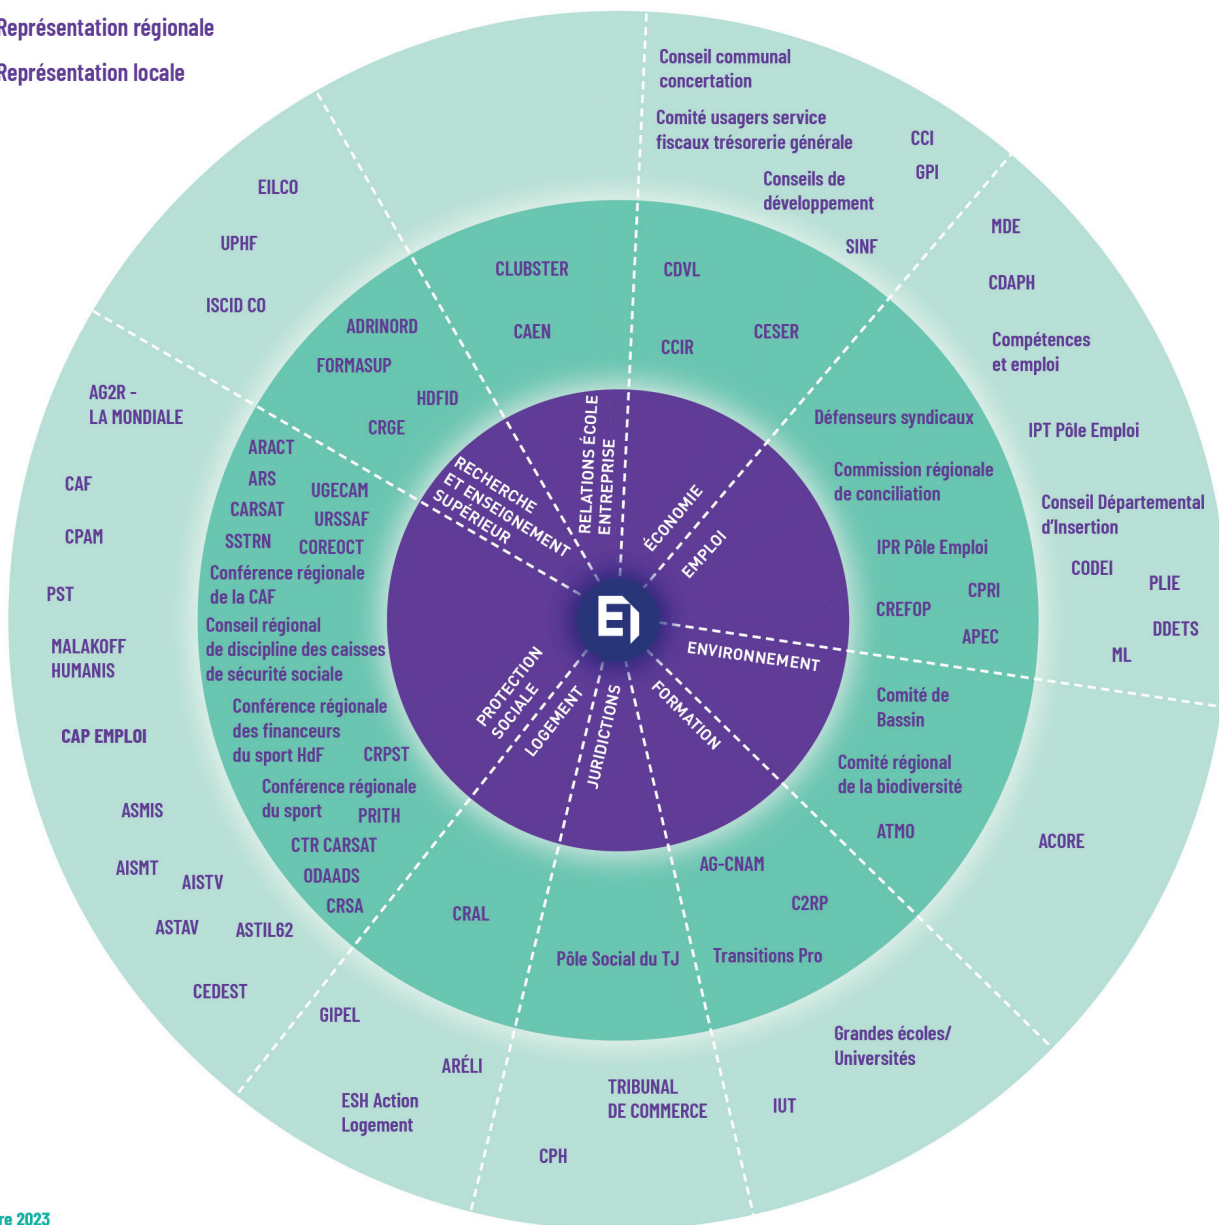 Représentation régionale
Représentation locale
Conseil communal
concertation
Comité usagers service
fiscaux trésorerie générale
CCI
GPI
Conseils de
développement
SINF
MDE
CDAPH
Compétences
et emploi
IPT Pôle Emploi
Conseil Départemental
d'Insertion
CODEI
PLIE
DDETS
ML
ACORE
Grandes écoles/
Universités
IUT
TRIBUNAL
DE COMMERCE
CPH
GIPEL
ARÉLI
ESH Action
Logement
EILCO
UPHF
ISCID CO
AG2R -
LA MONDIALE
CAF
CPAM
PST
MALAKOFF
HUMANIS
CAP EMPLOI
ASMIS
AISMT
AISTV
ASTAV
ASTIL62
CEDEST
CLUBSTER
CAEN
CDVL
CESER
CCIR
Défenseurs syndicaux
Commission régionale
de conciliation
IPR Pôle Emploi
CPRI
CREFOP
APEC
Comité de
Bassin
Comité régional
de la biodiversité
ATMO
AG-CNAM
C2RP
Transitions Pro
Pôle Social du TJ
CRAL
ADRINORD
FORMASUP
HDFID
CRGE
ARACT
ARS
UGECAM
CARSAT
URSSAF
SSTRN
COREOCT
Conférence régionale
de la CAF
Conseil régional
de discipline des caisses
de sécurité sociale
Conférence régionale
des financeurs
du sport HdF
CRPST
Conférence régionale
du sport
PRITH
CTR CARSAT
ODAADS
CRSA
RECHERCHE
ET ENSEIGNEMENT
SUPÉRIEUR
RELATIONS ÉCOLE
ENTREPRISE
ÉCONOMIE
EMPLOI
ENVIRONNEMENT
FORMATION
JURIDICTIONS
LOGEMENT
PROTECTION
SOCIALE
E
re 2023